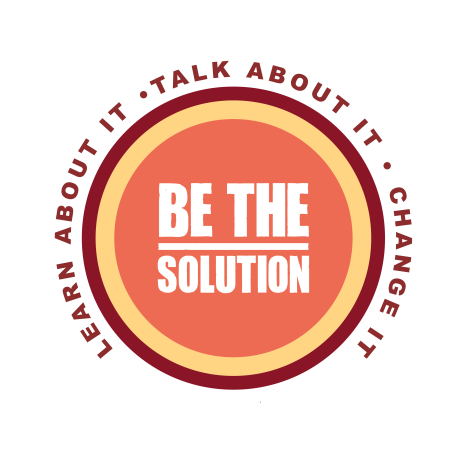 LEARN ABOUT IT • TALK ABOUT IT • CHANGE IT
BE THE
SOLUTION